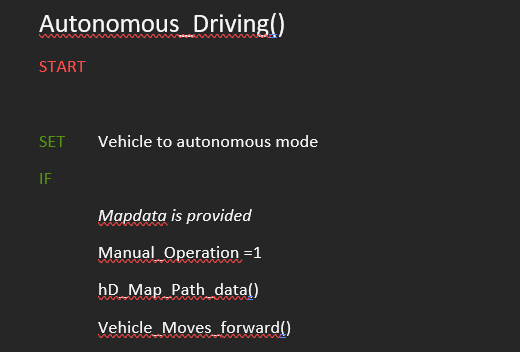 Autonomous_Driving()
START
SET Vehicle to autonomous mode
IF
Mapdata is provided
Manual_Operation =1
hD_Map_Path_data()
Vehicle_Moves_forward()